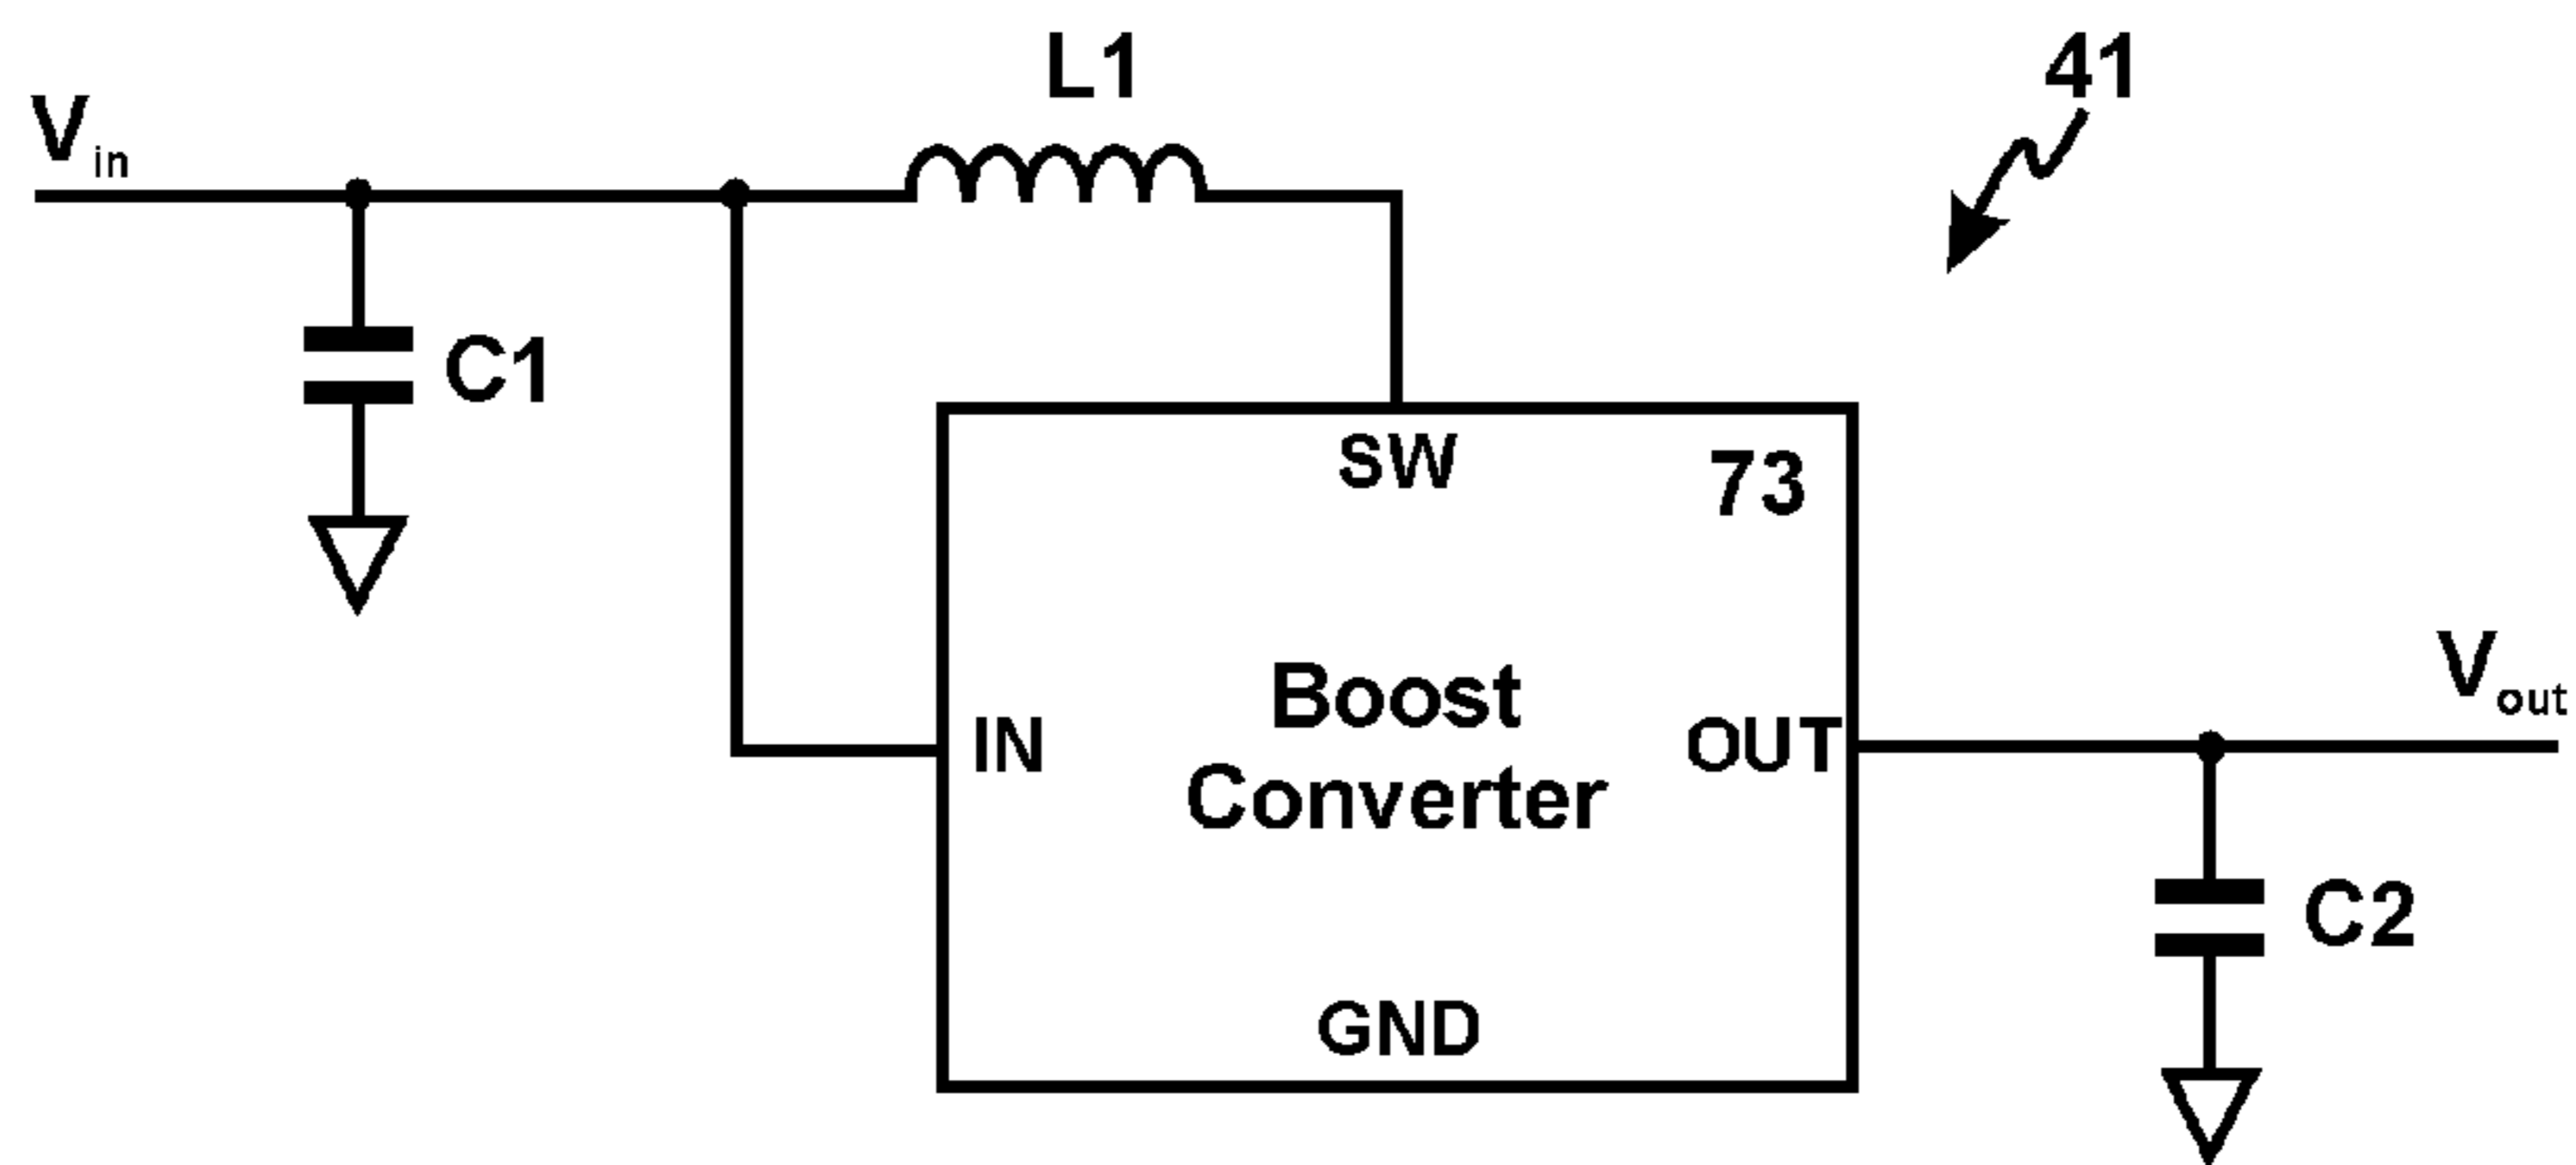 L1
41
Vin
C1
SW
73
Boost
Converter
IN
OUT
Vout
C2
GND